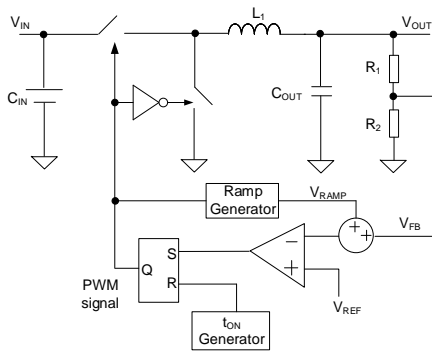 VIN
L1
VOUT
CIN
COUT
R1
R2
Ramp
Generator
VRAMP
+
+
VFB
Q
S
R
−
+
PWM
signal
VREF
tON
Generator